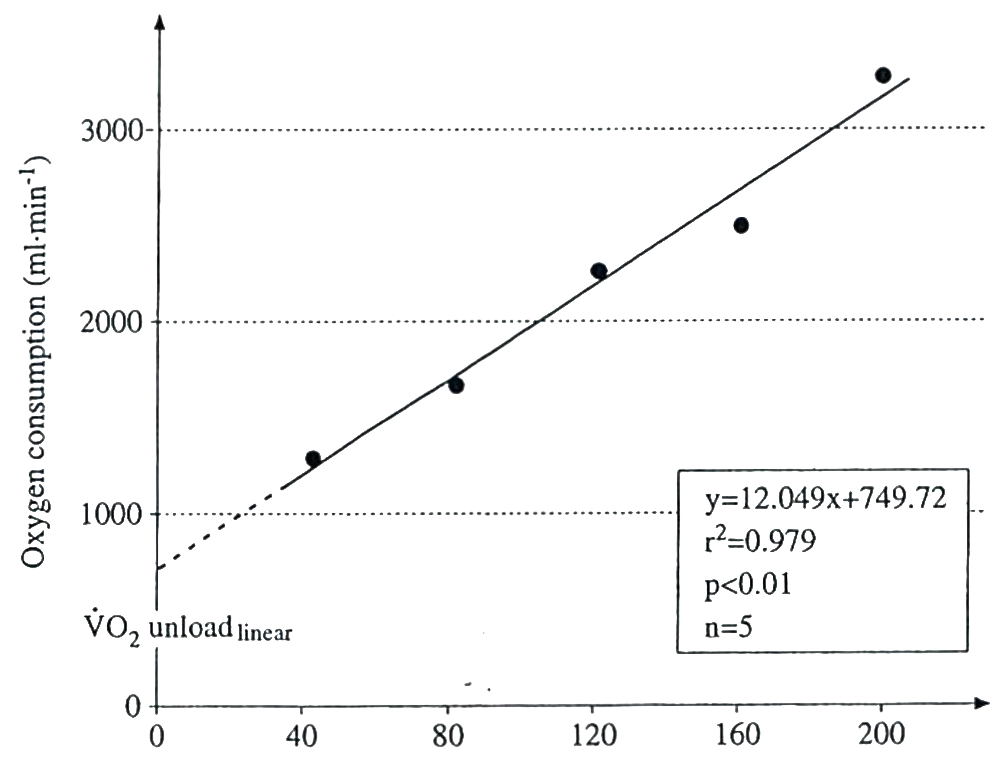 Oxygen consumption (ml·min⁻¹)
3000
2000
1000
0
V̇O₂ unload linear
y=12.049x+749.72
r²=0.979
p<0.01
n=5
0 40 80 120 160 200